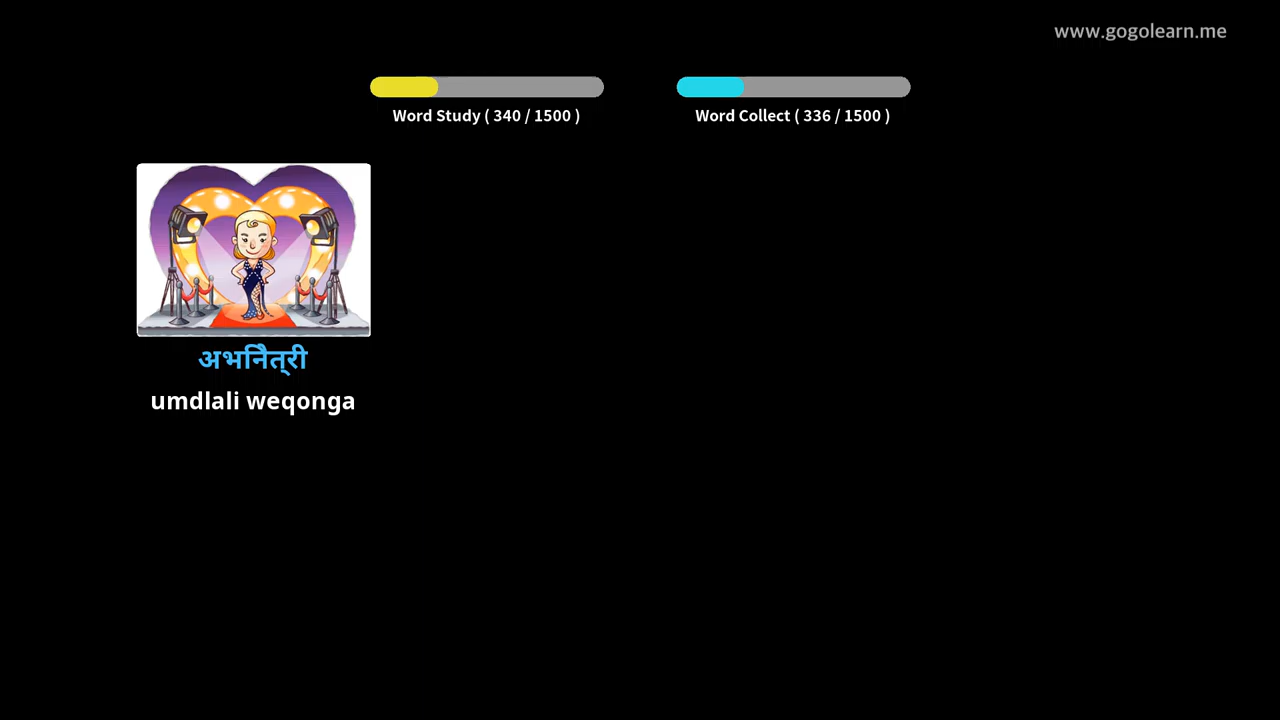 www.gogolearn.me
Word Study ( 340 / 1500 )
Word Collect ( 336 / 1500 )
अभिनेत्री
umdlali weqonga